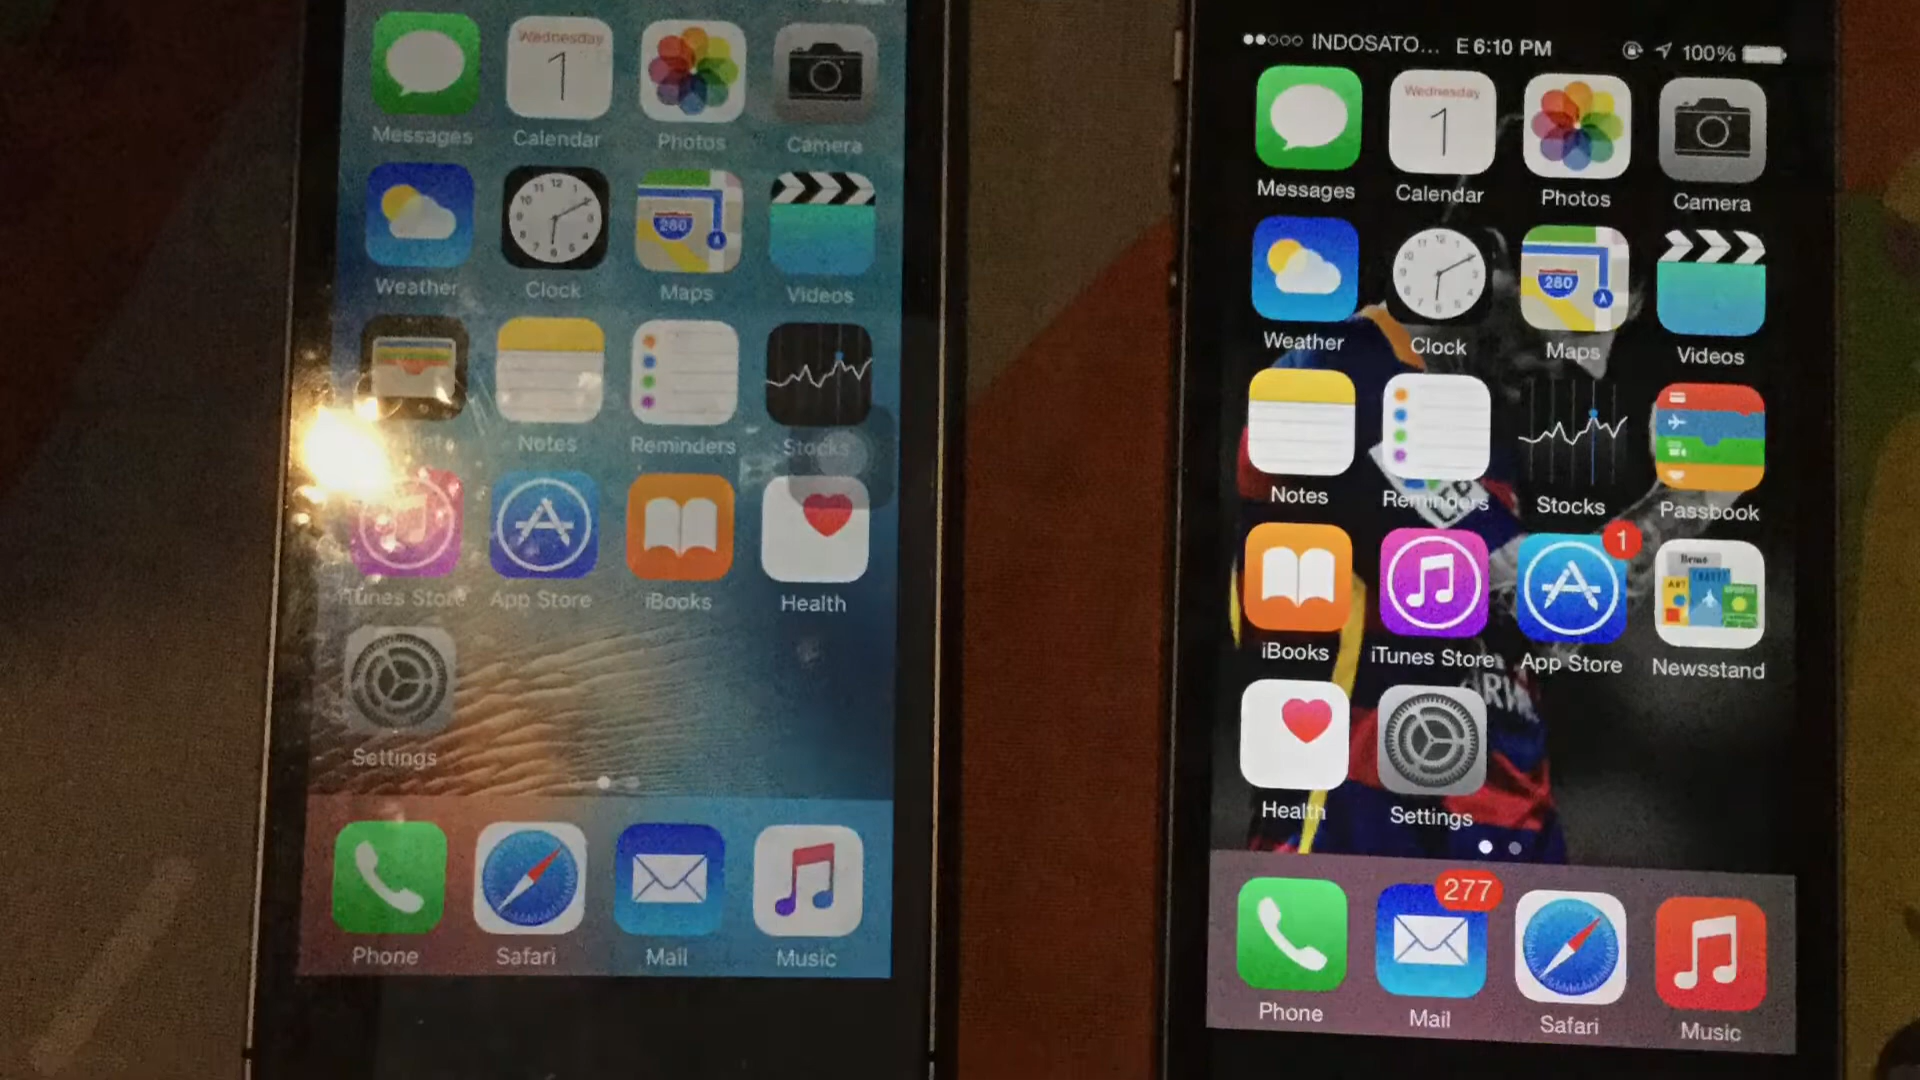 Wednesday
1
Messages Calendar Photos Camera
280
Weather Clock Maps Videos
Notes Reminders Stocks
iTunes Store App Store iBooks Health
Settings
Phone Safari Mail Music
INDOSATO... E 6:10 PM 100%
Wednesday
1
Messages Calendar Photos Camera
280
Weather Clock Maps Videos
Notes Reminders Stocks Passbook
1
iBooks iTunes Store App Store Newsstand
Health Settings
277
Phone Mail Safari Music